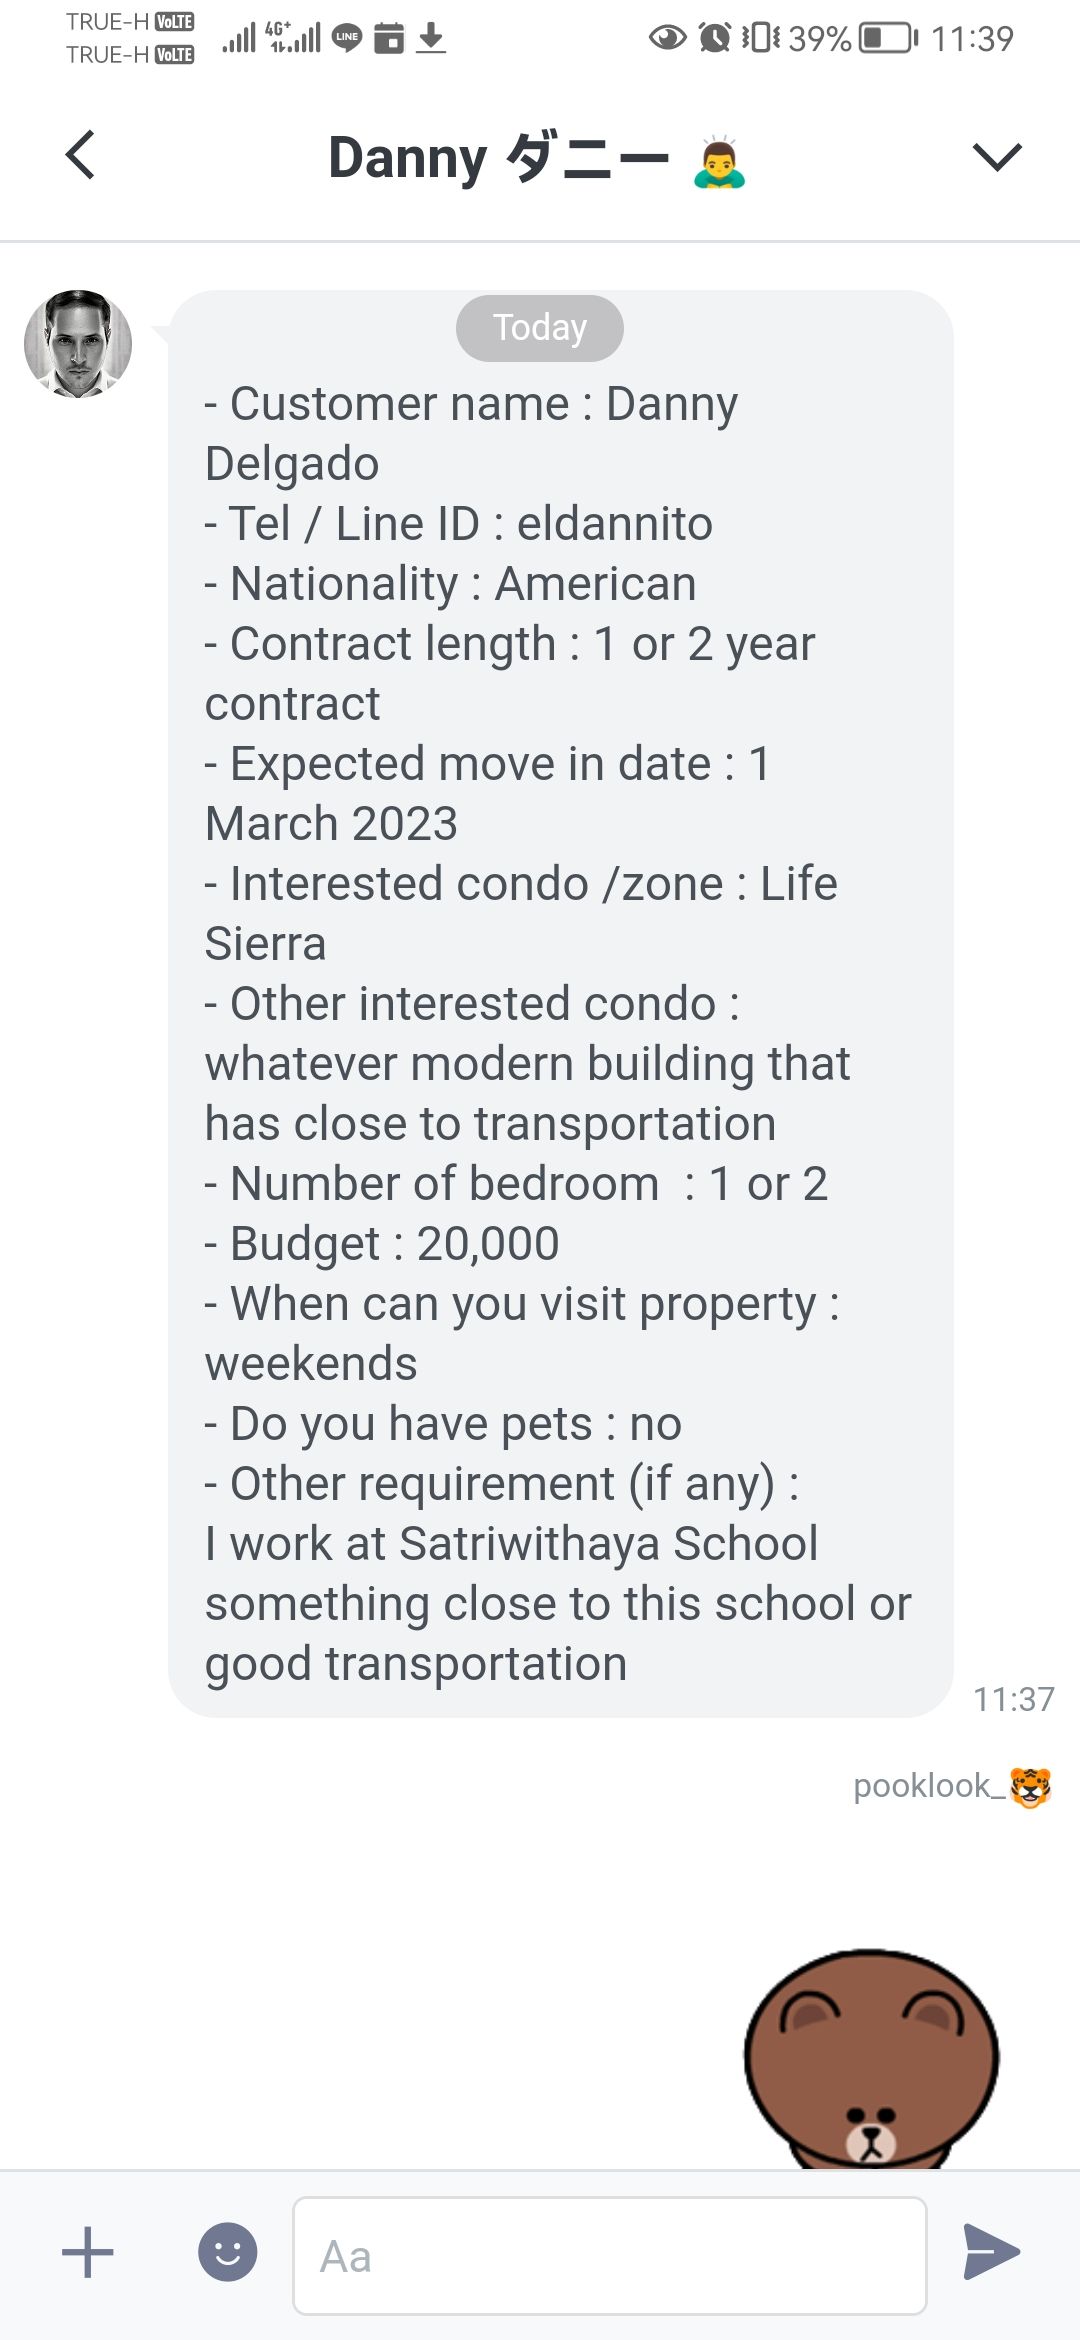 TRUE-H VoLTE
TRUE-H VoLTE
4G+
LINE
39%
11:39
Danny ダニー
Today
- Customer name : Danny
Delgado
- Tel / Line ID : eldannito
- Nationality : American
- Contract length : 1 or 2 year
contract
- Expected move in date : 1
March 2023
- Interested condo /zone : Life
Sierra
- Other interested condo :
whatever modern building that
has close to transportation
- Number of bedroom  : 1 or 2
- Budget : 20,000
- When can you visit property :
weekends
- Do you have pets : no
- Other requirement (if any) :
I work at Satriwithaya School
something close to this school or
good transportation
11:37
pooklook_🐯
Aa